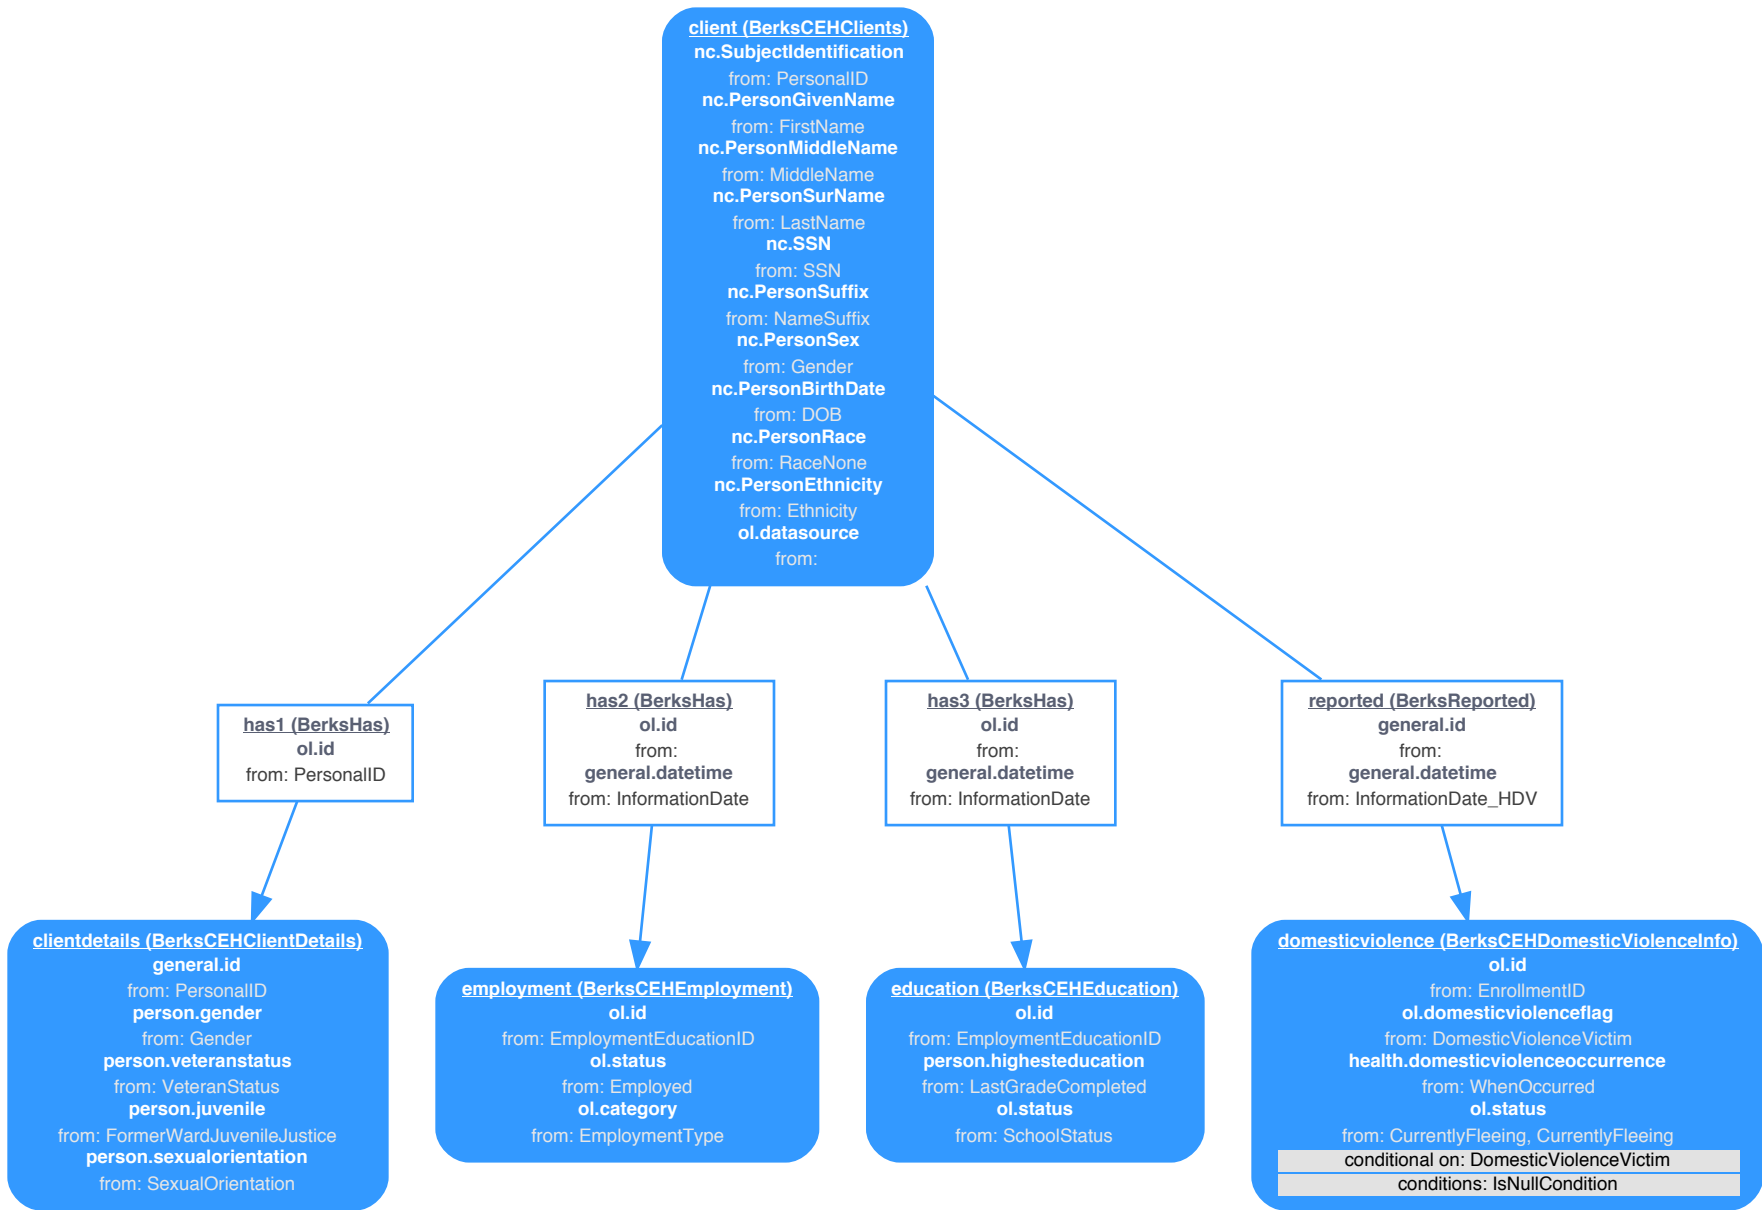 client (BerksCEHClients)
nc.SubjectIdentification
from: PersonalID
nc.PersonGivenName
from: FirstName
nc.PersonMiddleName
from: MiddleName
nc.PersonSurName
from: LastName
nc.SSN
from: SSN
nc.PersonSuffix
from: NameSuffix
nc.PersonSex
from: Gender
nc.PersonBirthDate
from: DOB
nc.PersonRace
from: RaceNone
nc.PersonEthnicity
from: Ethnicity
ol.datasource
from:
has1 (BerksHas)
ol.id
from: PersonalID
has2 (BerksHas)
ol.id
from:
general.datetime
from: InformationDate
has3 (BerksHas)
ol.id
from:
general.datetime
from: InformationDate
reported (BerksReported)
general.id
from:
general.datetime
from: InformationDate_HDV
clientdetails (BerksCEHClientDetails)
general.id
from: PersonalID
person.gender
from: Gender
person.veteranstatus
from: VeteranStatus
person.juvenile
from: FormerWardJuvenileJustice
person.sexualorientation
from: SexualOrientation
employment (BerksCEHEmployment)
ol.id
from: EmploymentEducationID
ol.status
from: Employed
ol.category
from: EmploymentType
education (BerksCEHEducation)
ol.id
from: EmploymentEducationID
person.highesteducation
from: LastGradeCompleted
ol.status
from: SchoolStatus
domesticviolence (BerksCEHDomesticViolenceInfo)
ol.id
from: EnrollmentID
ol.domesticviolenceflag
from: DomesticViolenceVictim
health.domesticviolenceoccurrence
from: WhenOccurred
ol.status
from: CurrentlyFleeing, CurrentlyFleeing
conditional on: DomesticViolenceVictim
conditions: IsNullCondition